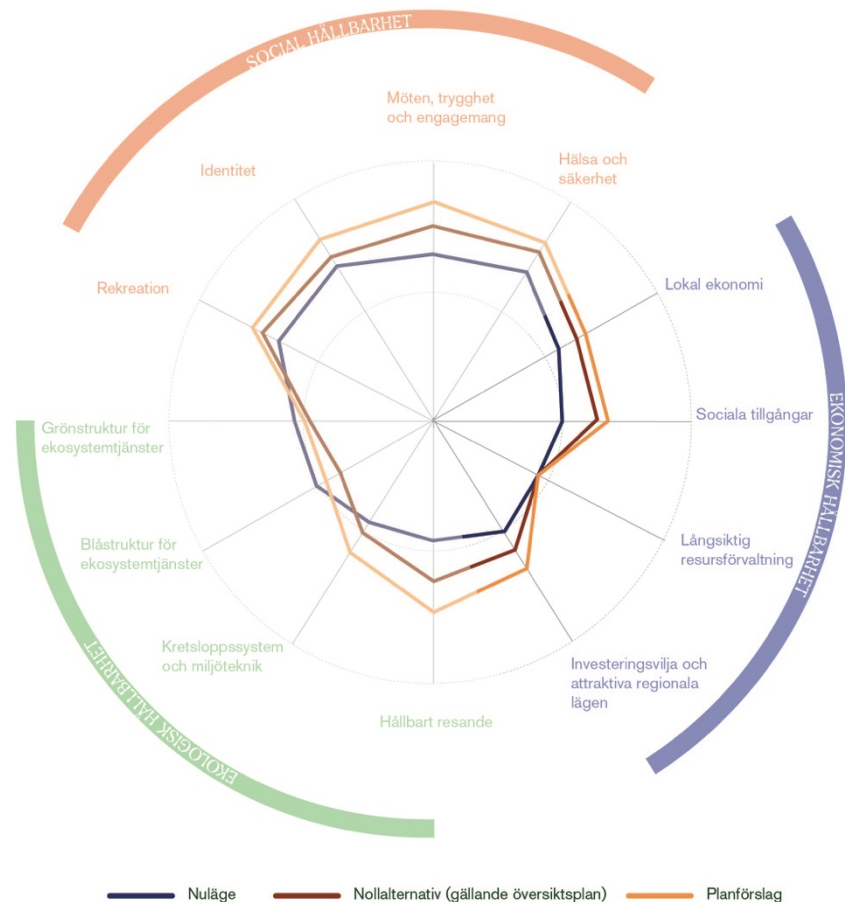 SOCIAL HÅLLBARHET
Möten, trygghet
och engagemang
Hälsa och
säkerhet
Identitet
Lokal ekonomi
Rekreation
Sociala tillgångar
Grönstruktur för
ekosystemtjänster
EKONOMISK HÅLLBARHET
Långsiktig
resursförvaltning
Blåstruktur för
ekosystemtjänster
Kretsloppssystem
och miljöteknik
Investeringsvilja och
attraktiva regionala
lägen
Hållbart resande
EKOLOGISK HÅLLBARHET
Nuläge
Nollalternativ (gällande översiktsplan)
Planförslag